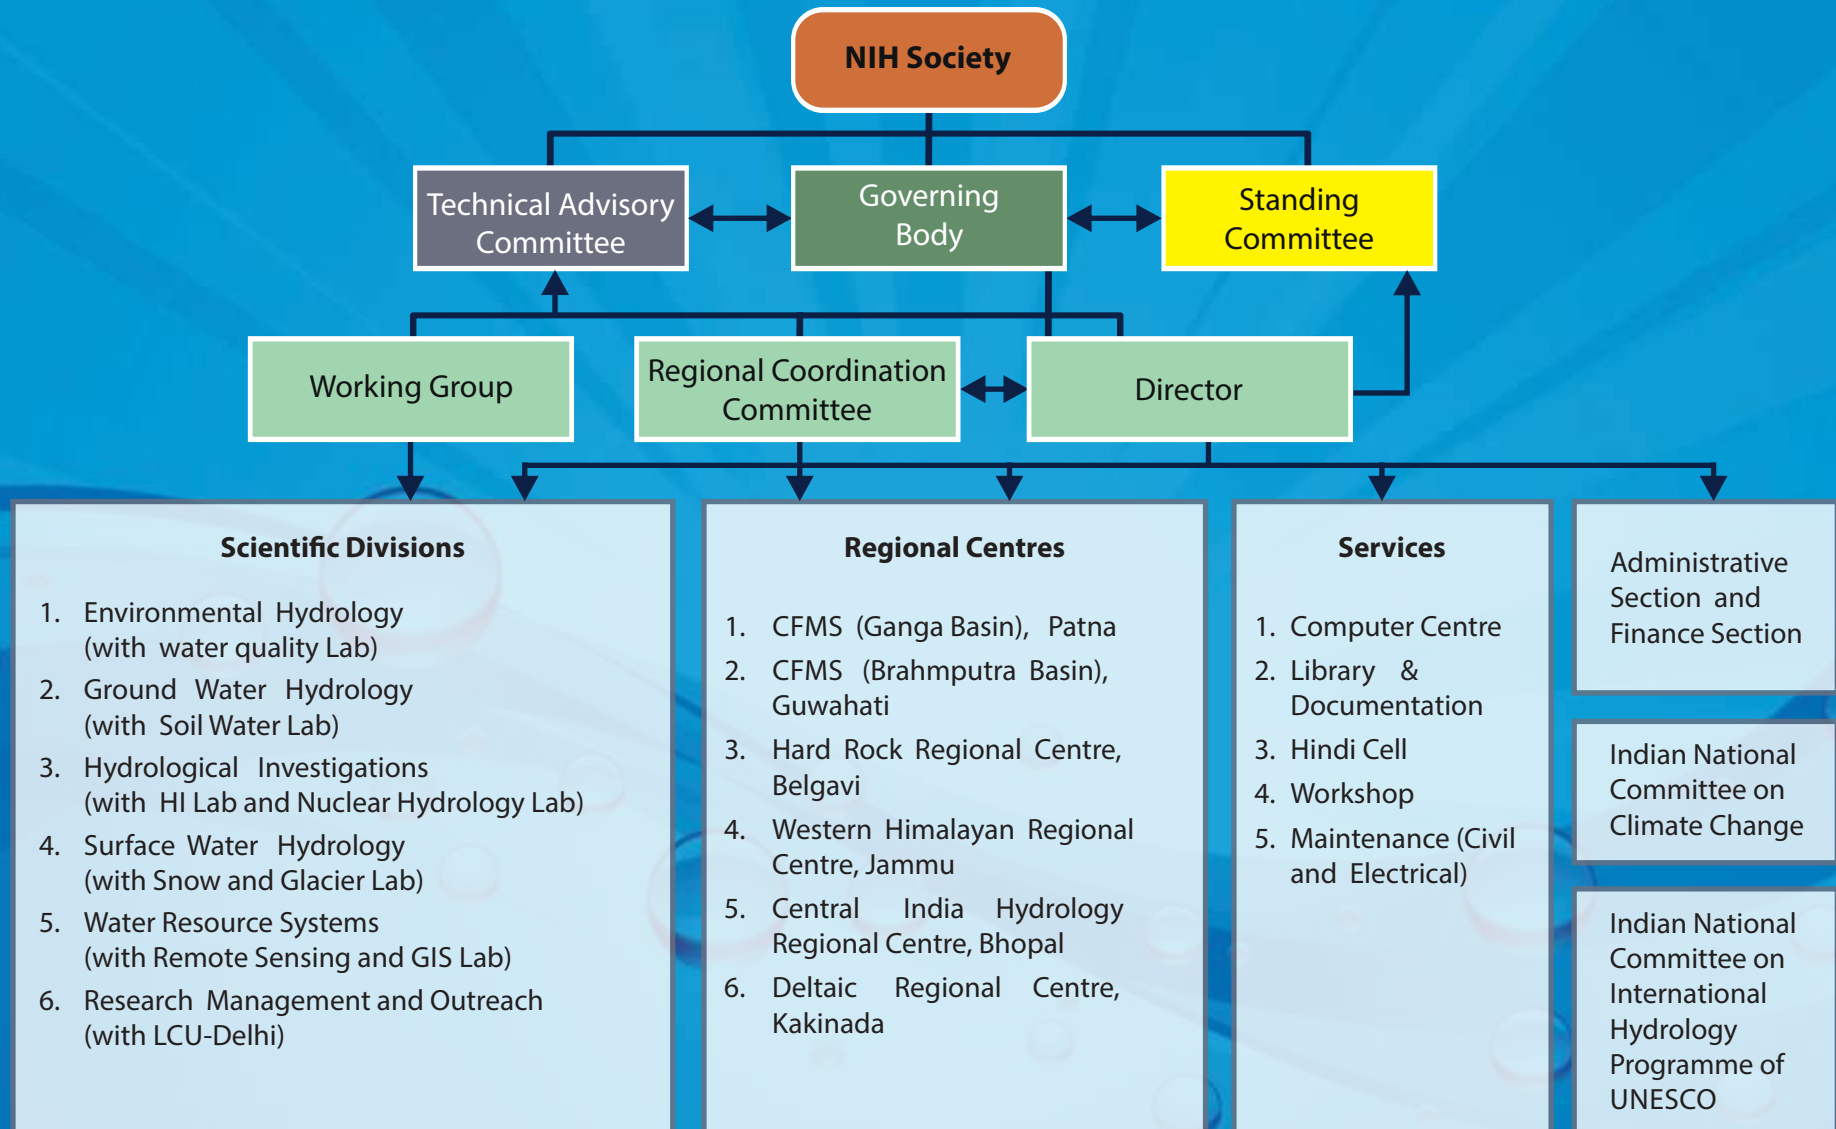 NIH Society
Technical Advisory
Committee
Governing
Body
Standing
Committee
Working Group
Regional Coordination
Committee
Director
Scientific Divisions
1. Environmental Hydrology
(with water quality Lab)
2. Ground Water Hydrology
(with Soil Water Lab)
3. Hydrological Investigations
(with HI Lab and Nuclear Hydrology Lab)
4. Surface Water Hydrology
(with Snow and Glacier Lab)
5. Water Resource Systems
(with Remote Sensing and GIS Lab)
6. Research Management and Outreach
(with LCU-Delhi)
Regional Centres
1. CFMS (Ganga Basin), Patna
2. CFMS (Brahmputra Basin),
Guwahati
3. Hard Rock Regional Centre,
Belgavi
4. Western Himalayan Regional
Centre, Jammu
5. Central India Hydrology
Regional Centre, Bhopal
6. Deltaic Regional Centre,
Kakinada
Services
1. Computer Centre
2. Library &
Documentation
3. Hindi Cell
4. Workshop
5. Maintenance (Civil
and Electrical)
Administrative
Section and
Finance Section
Indian National
Committee on
Climate Change
Indian National
Committee on
International
Hydrology
Programme of
UNESCO